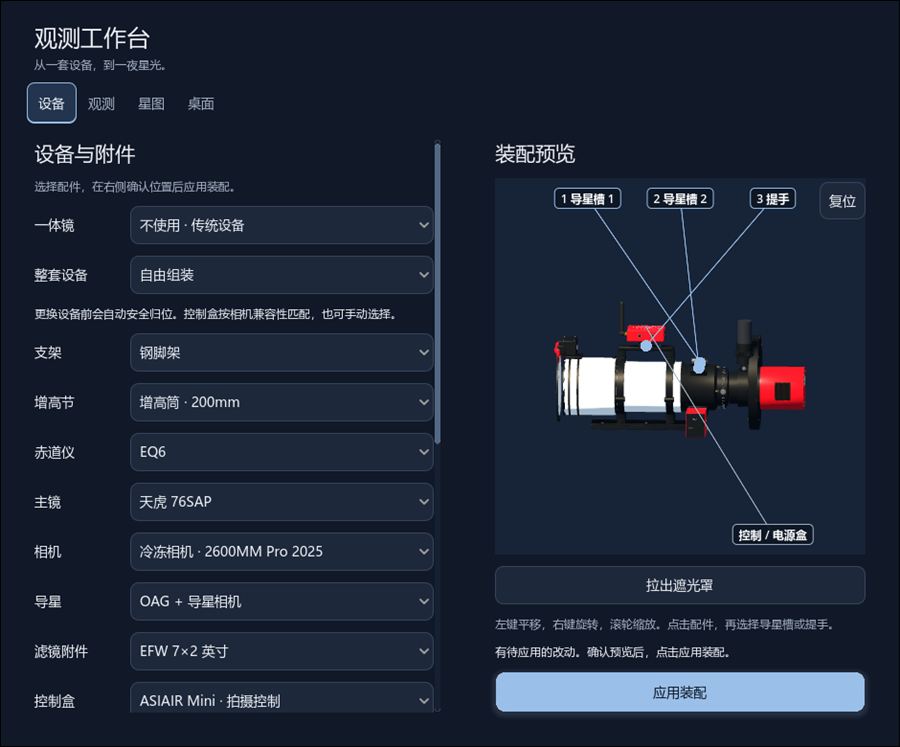 观测工作台
从一套设备，到一夜星光。
设备 观测 星图 桌面
设备与附件
选择配件，在右侧确认位置后应用装配。
一体镜 不使用 · 传统设备
整套设备 自由组装
更换设备前会自动安全归位。控制盒按相机兼容性匹配，也可手动选择。
支架 钢脚架
增高节 增高筒 · 200mm
赤道仪 EQ6
主镜 天虎 76SAP
相机 冷冻相机 · 2600MM Pro 2025
导星 OAG + 导星相机
滤镜附件 EFW 7×2 英寸
控制盒 ASIAIR Mini · 拍摄控制
装配预览
1 导星槽 1 2 导星槽 2 3 提手 复位
控制 / 电源盒
拉出遮光罩
左键平移，右键旋转，滚轮缩放。点击配件，再选择导星槽或提手。
有待应用的改动。确认预览后，点击应用装配。
应用装配